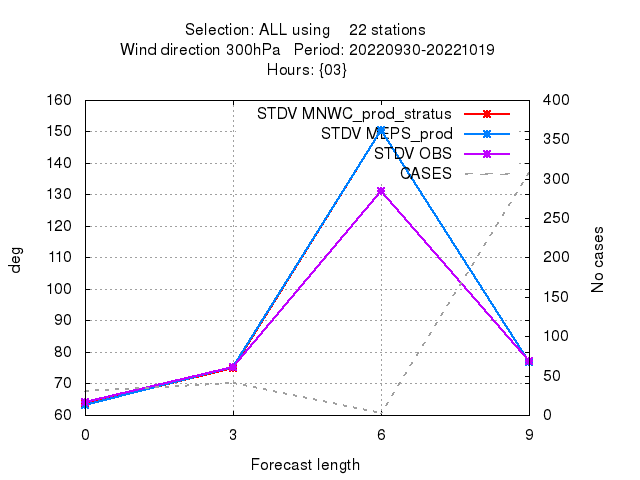 Selection: ALL using    22 stations
Wind direction 300hPa   Period: 20220930-20221019
Hours: {03}
160
150
140
130
120
110
100
90
80
70
60
deg
STDV MNWC_prod_stratus
STDV MEPS_prod
STDV OBS
CASES
400
350
300
250
200
150
100
50
0
No cases
0 3 6 9
Forecast length